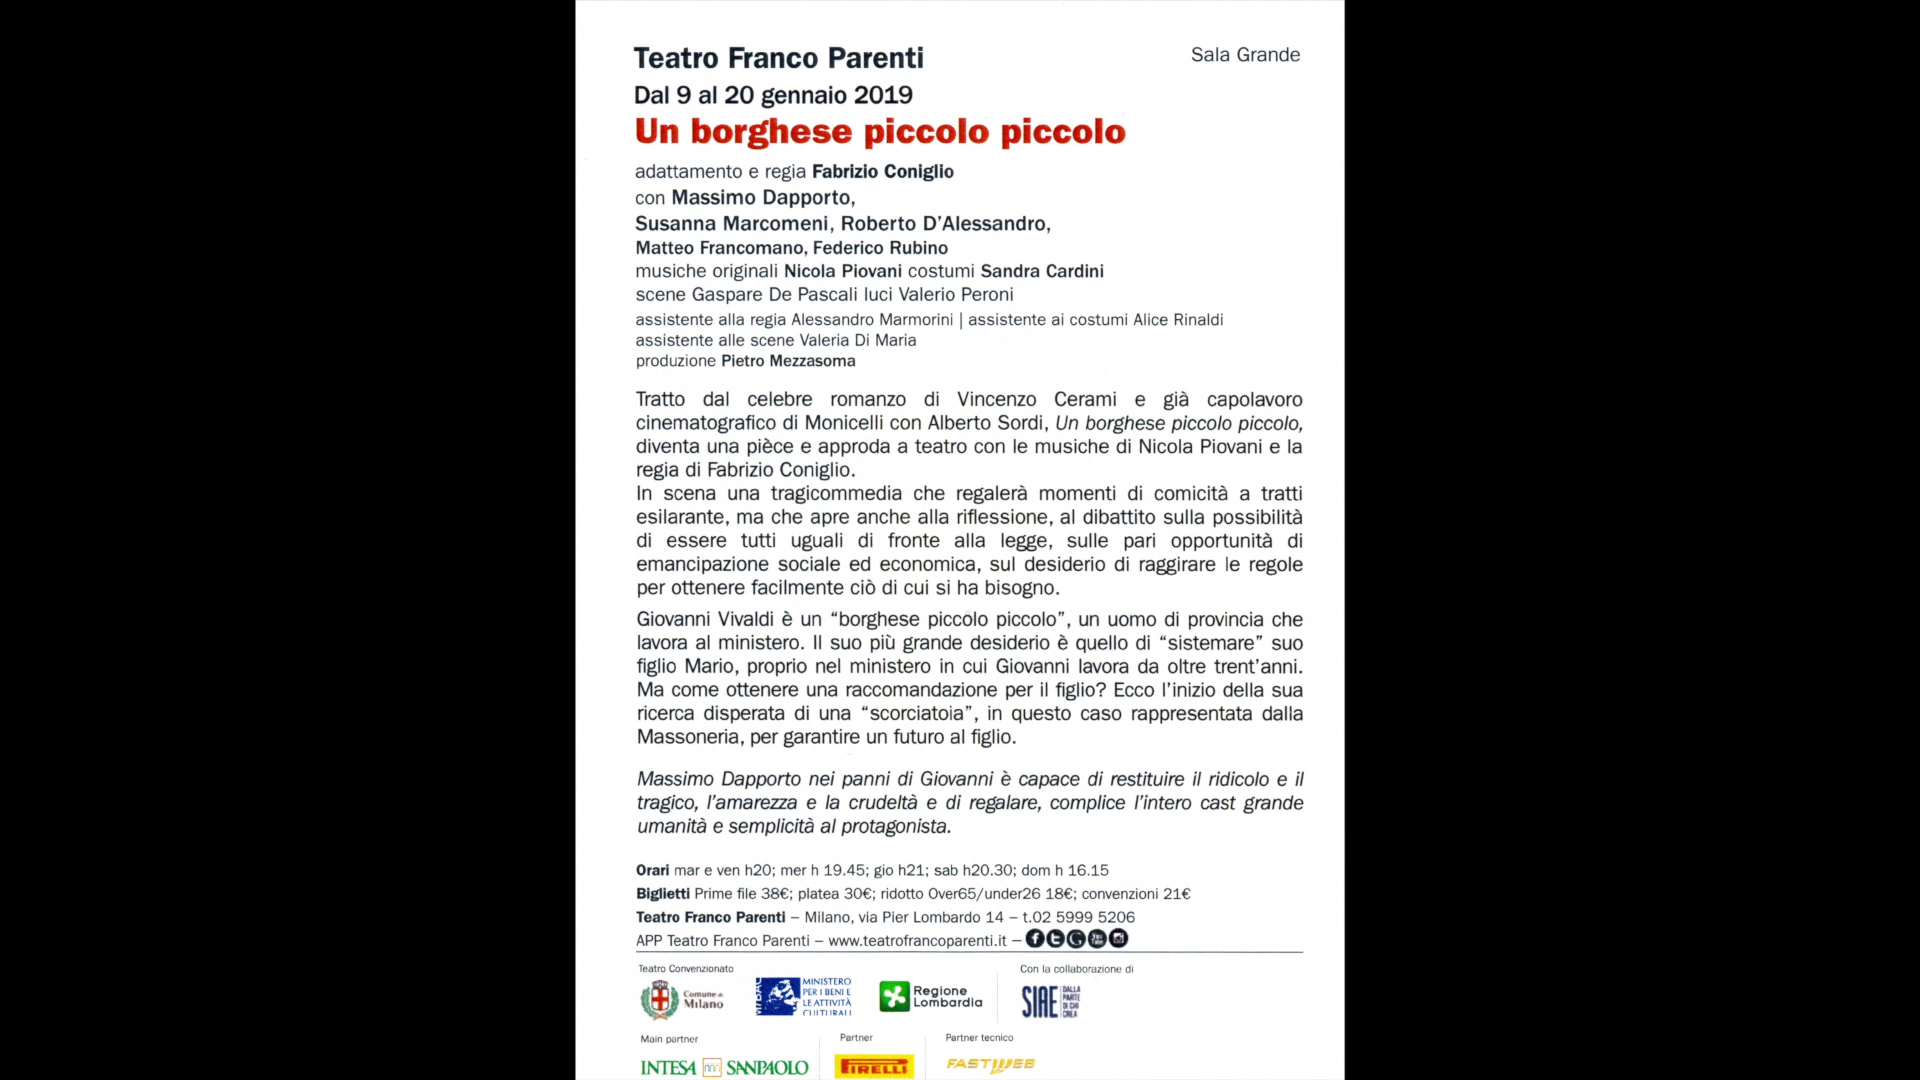 Teatro Franco Parenti
Sala Grande
Dal 9 al 20 gennaio 2019
Un borghese piccolo piccolo
adattamento e regia Fabrizio Coniglio
con Massimo Dapporto,
Susanna Marcomeni, Roberto D’Alessandro,
Matteo Francomano, Federico Rubino
musiche originali Nicola Piovani costumi Sandra Cardini
scene Gaspare De Pascali luci Valerio Peroni
assistente alla regia Alessandro Marmorini | assistente ai costumi Alice Rinaldi
assistente alle scene Valeria Di Maria
produzione Pietro Mezzasoma
Tratto dal celebre romanzo di Vincenzo Cerami e già capolavoro
cinematografico di Monicelli con Alberto Sordi, Un borghese piccolo piccolo,
diventa una pièce e approda a teatro con le musiche di Nicola Piovani e la
regia di Fabrizio Coniglio.
In scena una tragicommedia che regalerà momenti di comicità a tratti
esilarante, ma che apre anche alla riflessione, al dibattito sulla possibilità
di essere tutti uguali di fronte alla legge, sulle pari opportunità di
emancipazione sociale ed economica, sul desiderio di raggirare le regole
per ottenere facilmente ciò di cui si ha bisogno.
Giovanni Vivaldi è un “borghese piccolo piccolo”, un uomo di provincia che
lavora al ministero. Il suo più grande desiderio è quello di “sistemare” suo
figlio Mario, proprio nel ministero in cui Giovanni lavora da oltre trent’anni.
Ma come ottenere una raccomandazione per il figlio? Ecco l’inizio della sua
ricerca disperata di una “scorciatoia”, in questo caso rappresentata dalla
Massoneria, per garantire un futuro al figlio.
Massimo Dapporto nei panni di Giovanni è capace di restituire il ridicolo e il
tragico, l’amarezza e la crudeltà e di regalare, complice l’intero cast grande
umanità e semplicità al protagonista.
Orari mar e ven h20; mer h 19.45; gio h21; sab h20.30; dom h 16.15
Biglietti Prime file 38€; platea 30€; ridotto Over65/under26 18€; convenzioni 21€
Teatro Franco Parenti – Milano, via Pier Lombardo 14 – t.02 5999 5206
APP Teatro Franco Parenti – www.teatrofrancoparenti.it –
Teatro Convenzionato
Con la collaborazione di
Comune di
Milano
MiBAC
MINISTERO
PER I BENI E
LE ATTIVITÀ
CULTURALI
Regione
Lombardia
SIAE
DALLA
PARTE
DI CHI
CREA
Main partner
Partner
Partner tecnico
INTESA SANPAOLO
PIRELLI
FASTWEB